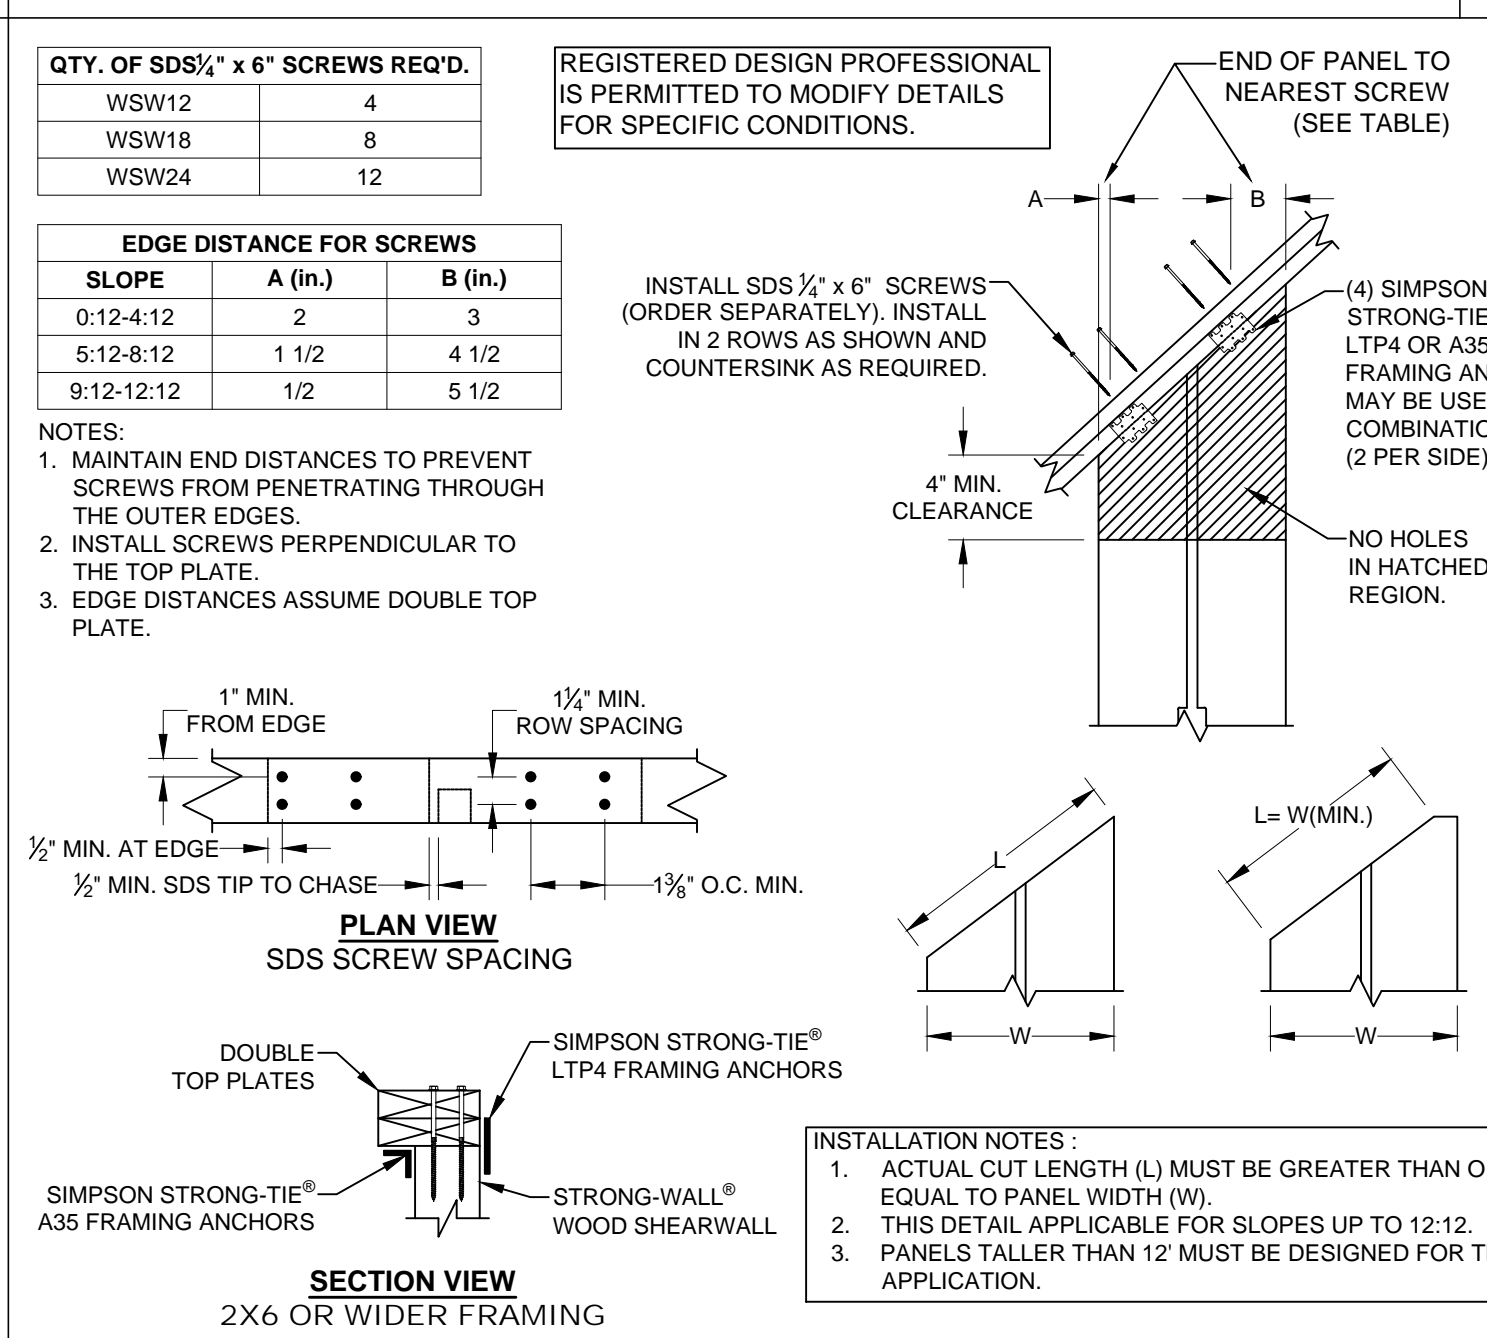 QTY. OF SDS¼" x 6" SCREWS REQ'D.
WSW12 4
WSW18 8
WSW24 12
EDGE DISTANCE FOR SCREWS
SLOPE A (in.) B (in.)
0:12-4:12 2 3
5:12-8:12 1 1/2 4 1/2
9:12-12:12 1/2 5 1/2
NOTES:
1. MAINTAIN END DISTANCES TO PREVENT
SCREWS FROM PENETRATING THROUGH
THE OUTER EDGES.
2. INSTALL SCREWS PERPENDICULAR TO
THE TOP PLATE.
3. EDGE DISTANCES ASSUME DOUBLE TOP
PLATE.
REGISTERED DESIGN PROFESSIONAL
IS PERMITTED TO MODIFY DETAILS
FOR SPECIFIC CONDITIONS.
END OF PANEL TO
NEAREST SCREW
(SEE TABLE)
A B
INSTALL SDS ¼" x 6" SCREWS
(ORDER SEPARATELY). INSTALL
IN 2 ROWS AS SHOWN AND
COUNTERSINK AS REQUIRED.
(4) SIMPSON
STRONG-TIE
LTP4 OR A35
FRAMING AN
MAY BE USE
COMBINATIO
(2 PER SIDE)
4" MIN.
CLEARANCE
NO HOLES
IN HATCHED
REGION.
1" MIN.
FROM EDGE
1¼" MIN.
ROW SPACING
½" MIN. AT EDGE
½" MIN. SDS TIP TO CHASE
1⅜" O.C. MIN.
PLAN VIEW
SDS SCREW SPACING
L
W
L= W(MIN.)
W
DOUBLE
TOP PLATES
SIMPSON STRONG-TIE®
LTP4 FRAMING ANCHORS
SIMPSON STRONG-TIE®
A35 FRAMING ANCHORS
STRONG-WALL®
WOOD SHEARWALL
SECTION VIEW
2X6 OR WIDER FRAMING
INSTALLATION NOTES :
1. ACTUAL CUT LENGTH (L) MUST BE GREATER THAN O
EQUAL TO PANEL WIDTH (W).
2. THIS DETAIL APPLICABLE FOR SLOPES UP TO 12:12.
3. PANELS TALLER THAN 12' MUST BE DESIGNED FOR T
APPLICATION.